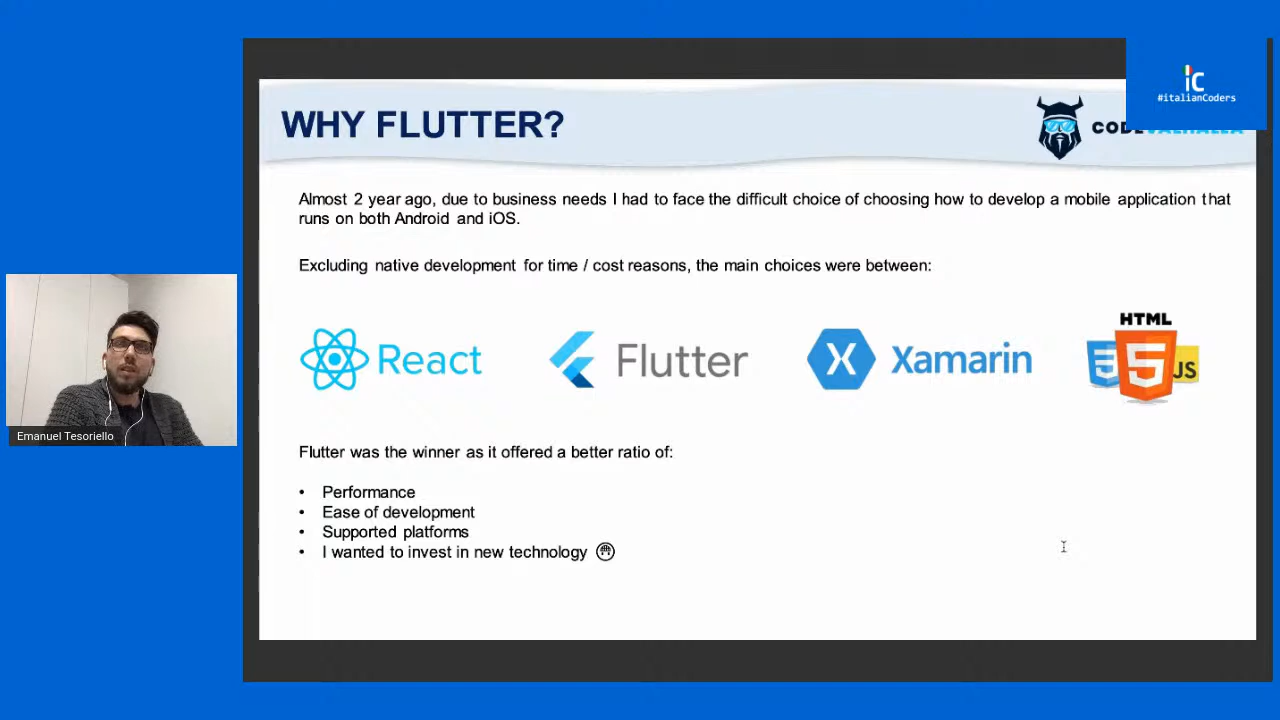 iC
#italianCoders
WHY FLUTTER?
Almost 2 year ago, due to business needs I had to face the difficult choice of choosing how to develop a mobile application that
runs on both Android and iOS.
Excluding native development for time / cost reasons, the main choices were between:
React
Flutter
X Xamarin
HTML
3 5 JS
Emanuel Tesoriello
Flutter was the winner as it offered a better ratio of:
• Performance
• Ease of development
• Supported platforms
• I wanted to invest in new technology